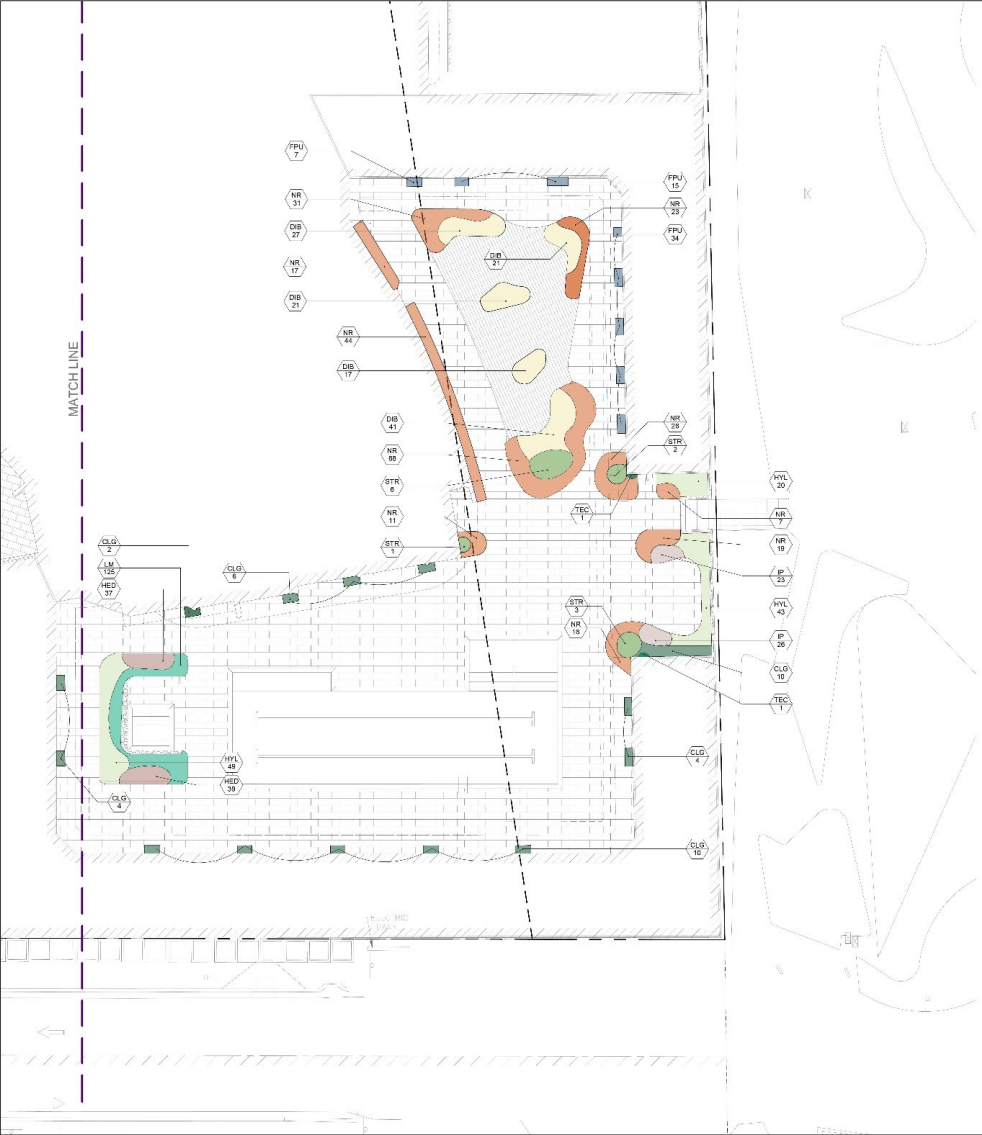 FPU
7
FPU
15
NR
31
NR
23
DIB
27
FPU
34
DIB
21
NR
17
DIB
21
NR
44
MATCH LINE
DIB
17
DIB
41
NR
28
STR
2
NR
68
STR
6
HYL
20
NR
11
TEC
1
NR
7
STR
1
NR
19
CLG
2
LM
125
CLG
6
IP
23
HED
37
STR
3
HYL
43
NR
18
IP
26
CLG
10
TEC
1
HYL
49
CLG
4
HED
39
CLG
4
CLG
10